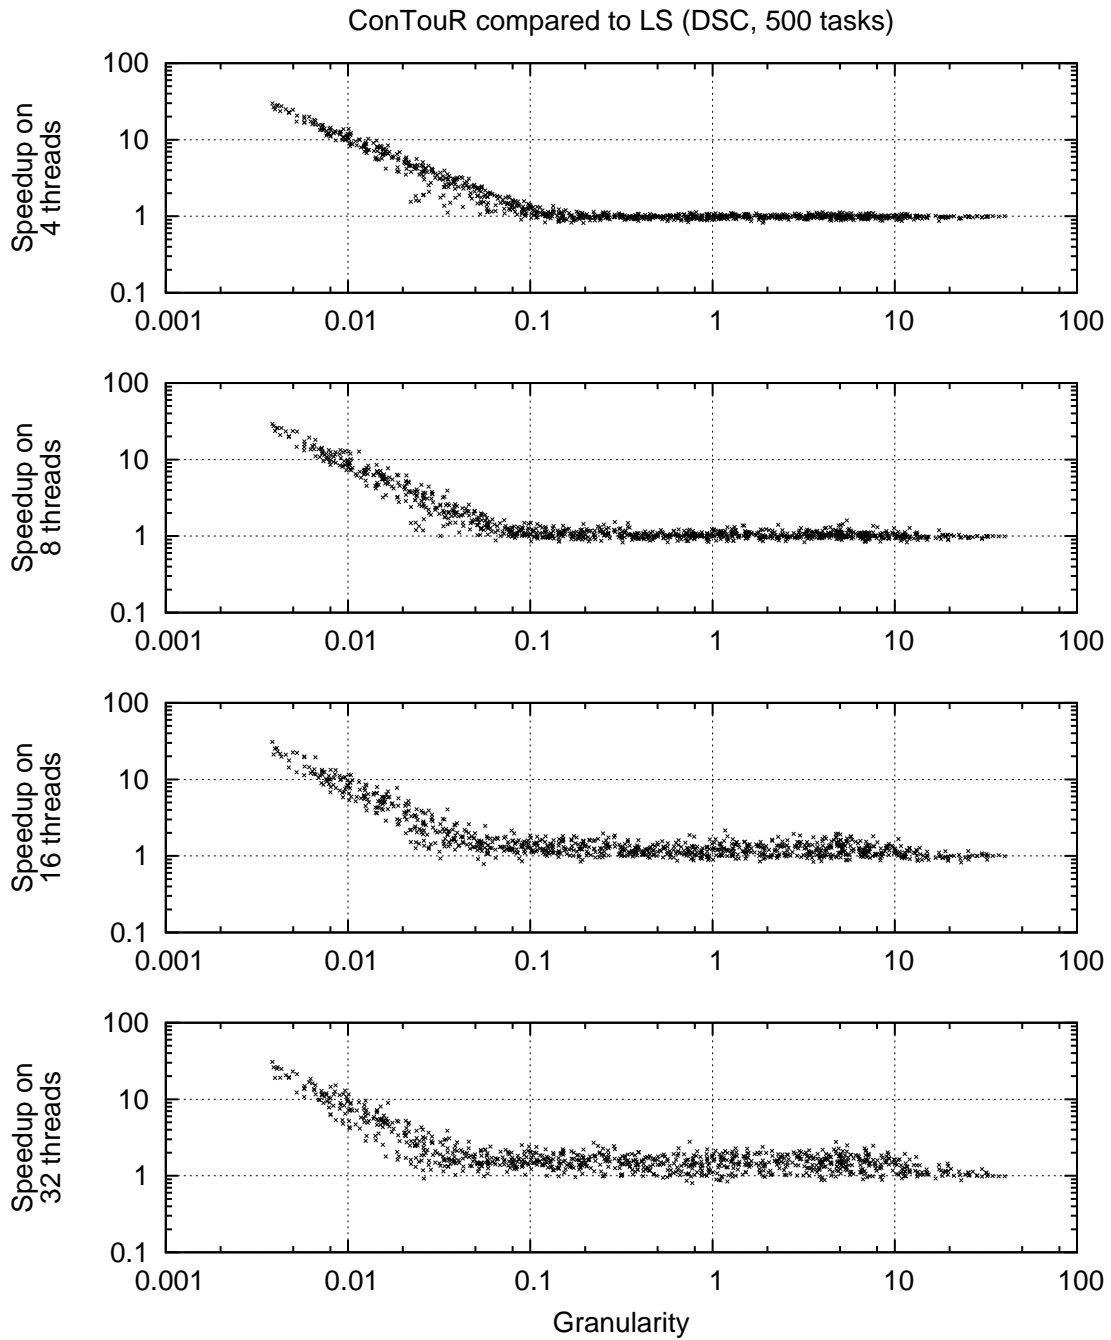 ConTouR compared to LS (DSC, 500 tasks)
Speedup on
4 threads
100
10
1
0.1
0.001 0.01 0.1 1 10 100
Speedup on
8 threads
100
10
1
0.1
0.001 0.01 0.1 1 10 100
Speedup on
16 threads
100
10
1
0.1
0.001 0.01 0.1 1 10 100
Speedup on
32 threads
100
10
1
0.1
0.001 0.01 0.1 1 10 100
Granularity